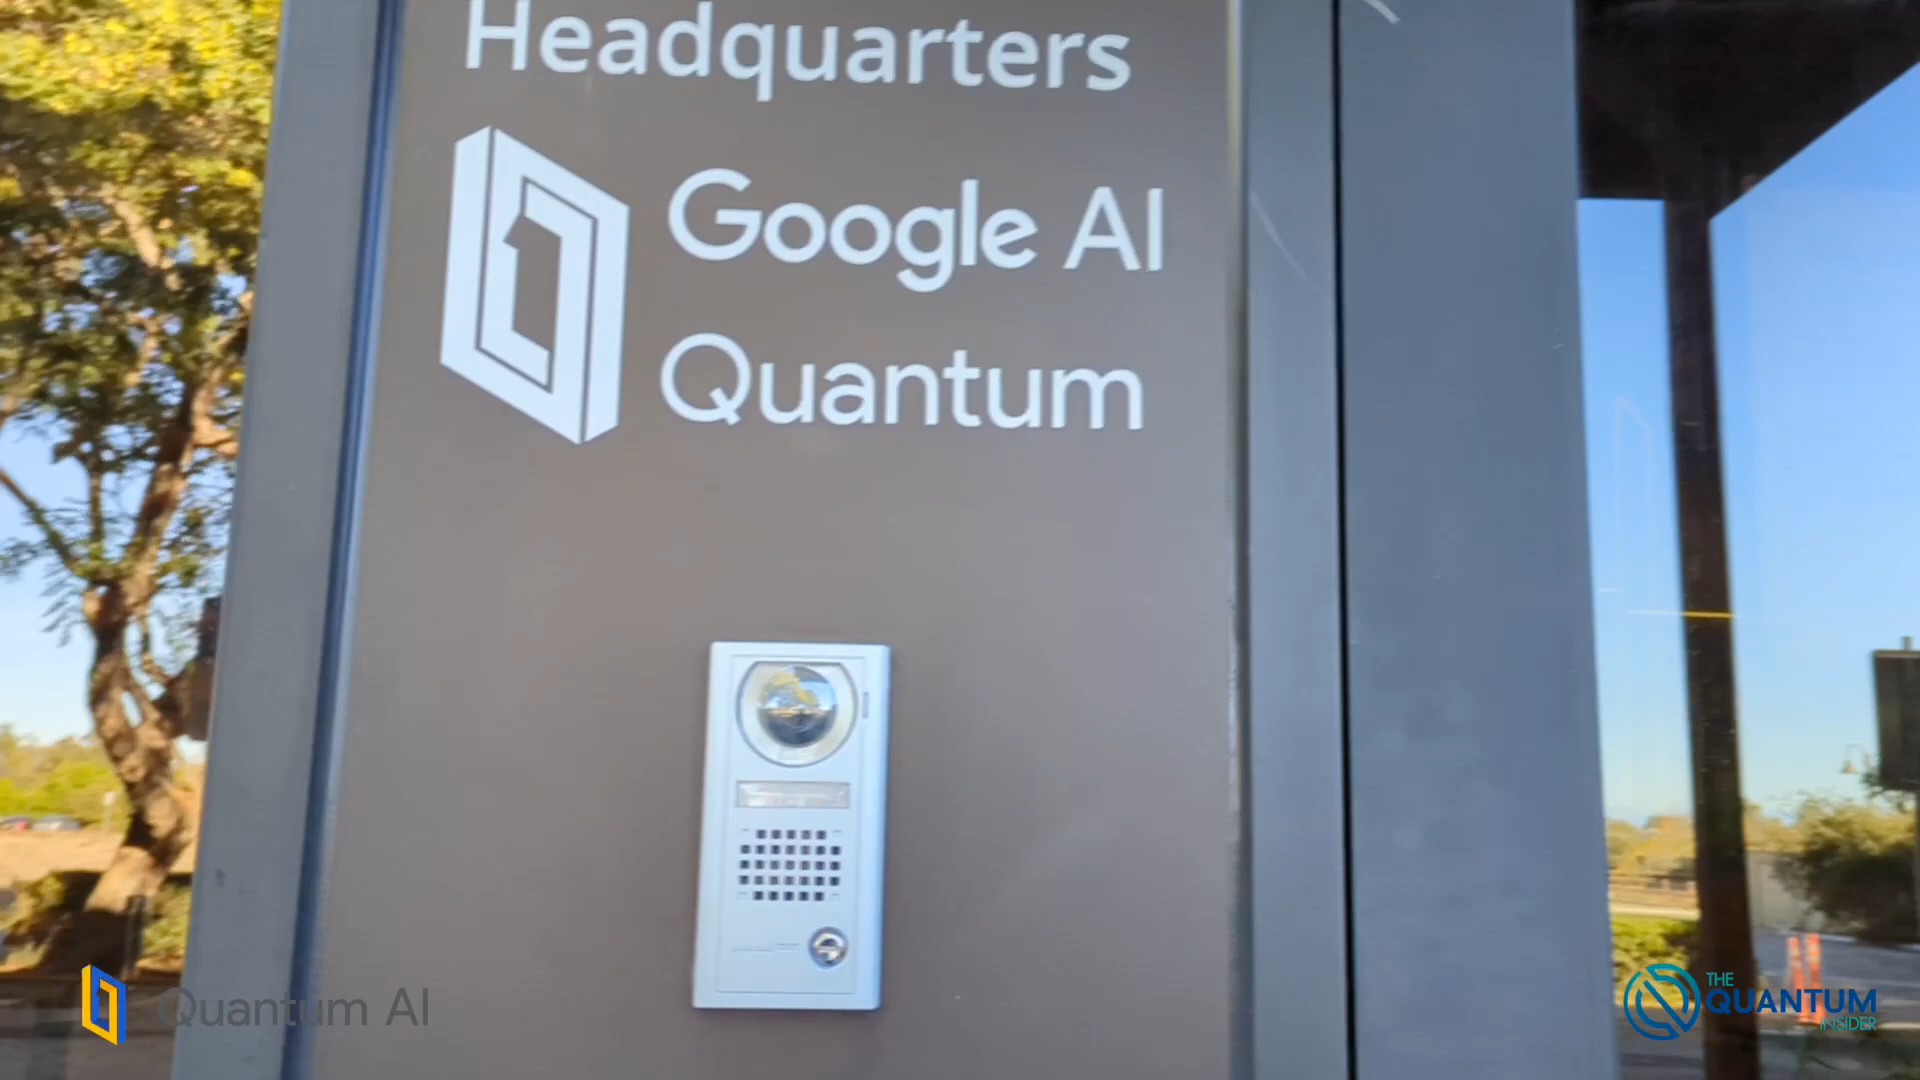 Headquarters
Google AI
Quantum
Quantum AI
THE
QUANTUM
INSIDER